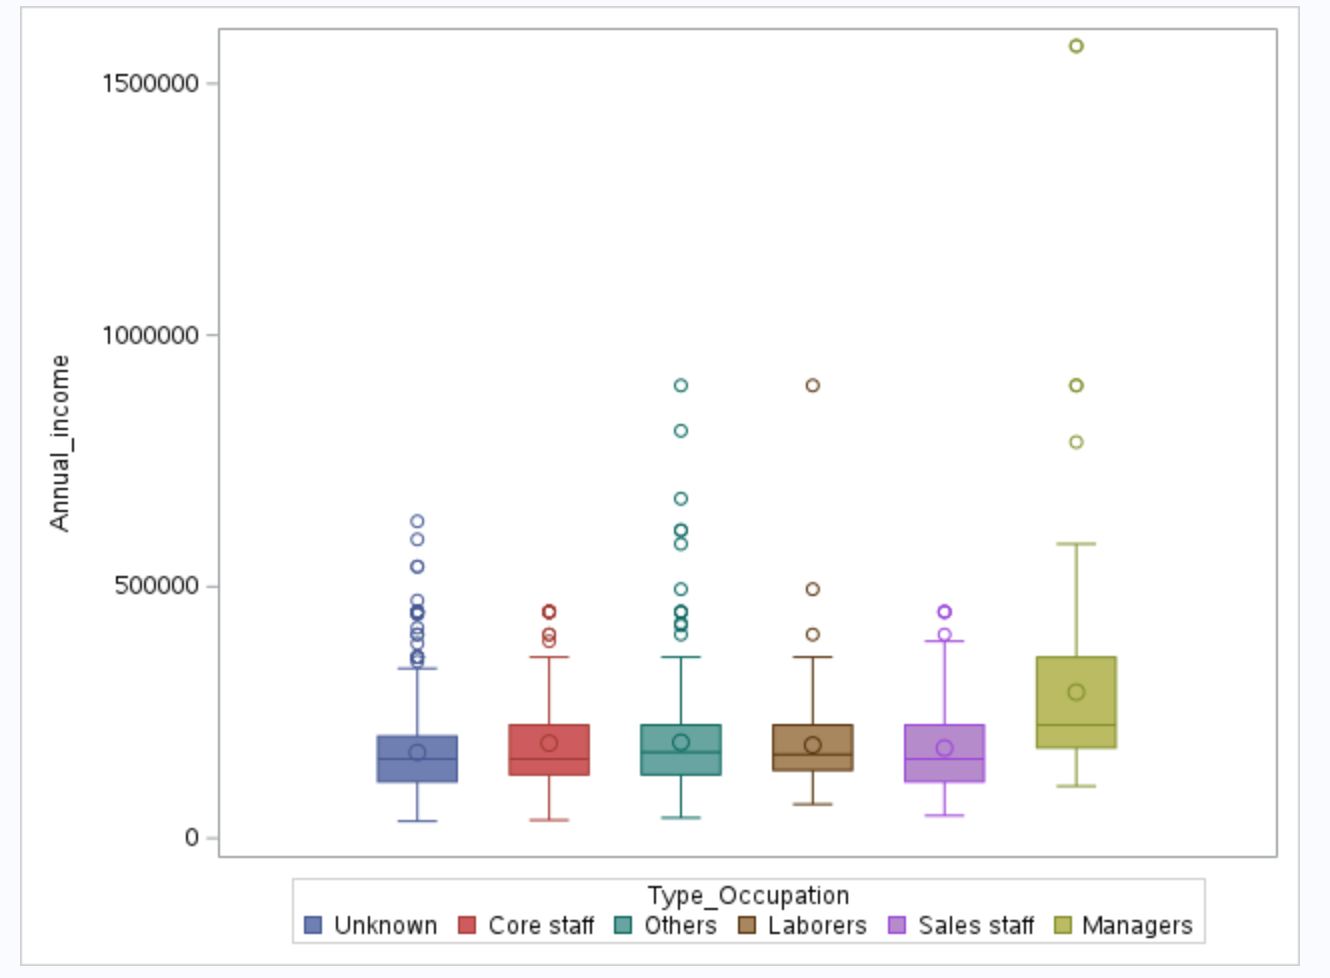 1500000
1000000
500000
0
Annual_income
Type_Occupation
Unknown Core staff Others Laborers Sales staff Managers